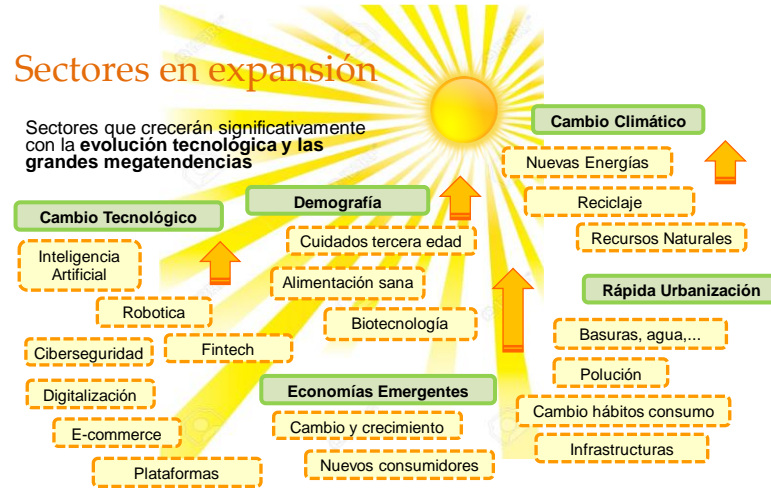 Sectores en expansión
Sectores que crecerán significativamente
con la evolución tecnológica y las
grandes megatendencias
Cambio Tecnológico
Inteligencia
Artificial
Robotica
Ciberseguridad
Fintech
Digitalización
E-commerce
Plataformas
Demografía
Cuidados tercera edad
Alimentación sana
Biotecnología
Economías Emergentes
Cambio y crecimiento
Nuevos consumidores
Cambio Climático
Nuevas Energías
Reciclaje
Recursos Naturales
Rápida Urbanización
Basuras, agua,...
Polución
Cambio hábitos consumo
Infrastructuras